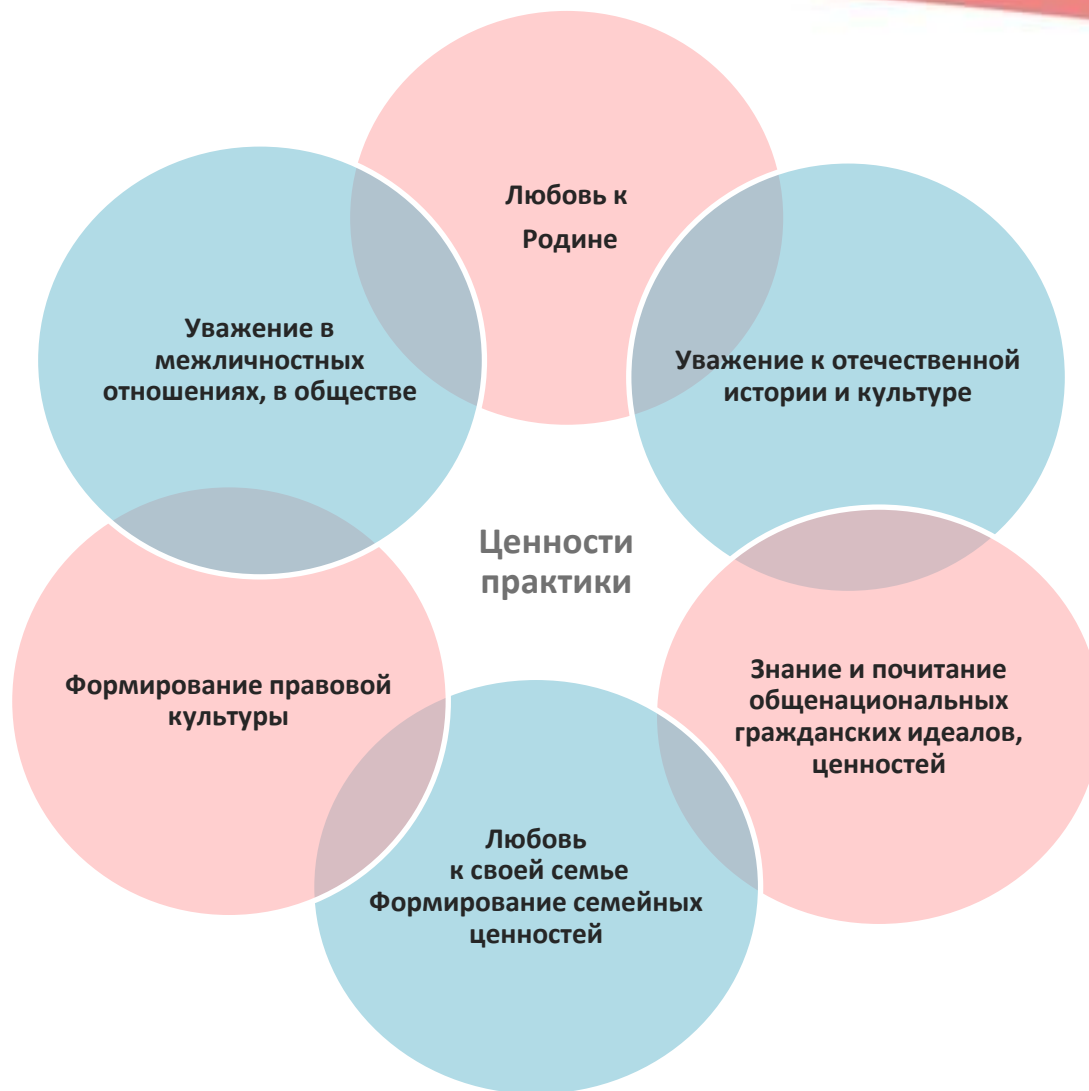 Любовь к
Родине
Уважение в
межличностных
отношениях, в обществе
Уважение к отечественной
истории и культуре
Ценности
практики
Формирование правовой
культуры
Знание и почитание
общенациональных
гражданских идеалов,
ценностей
Любовь
к своей семье
Формирование семейных
ценностей